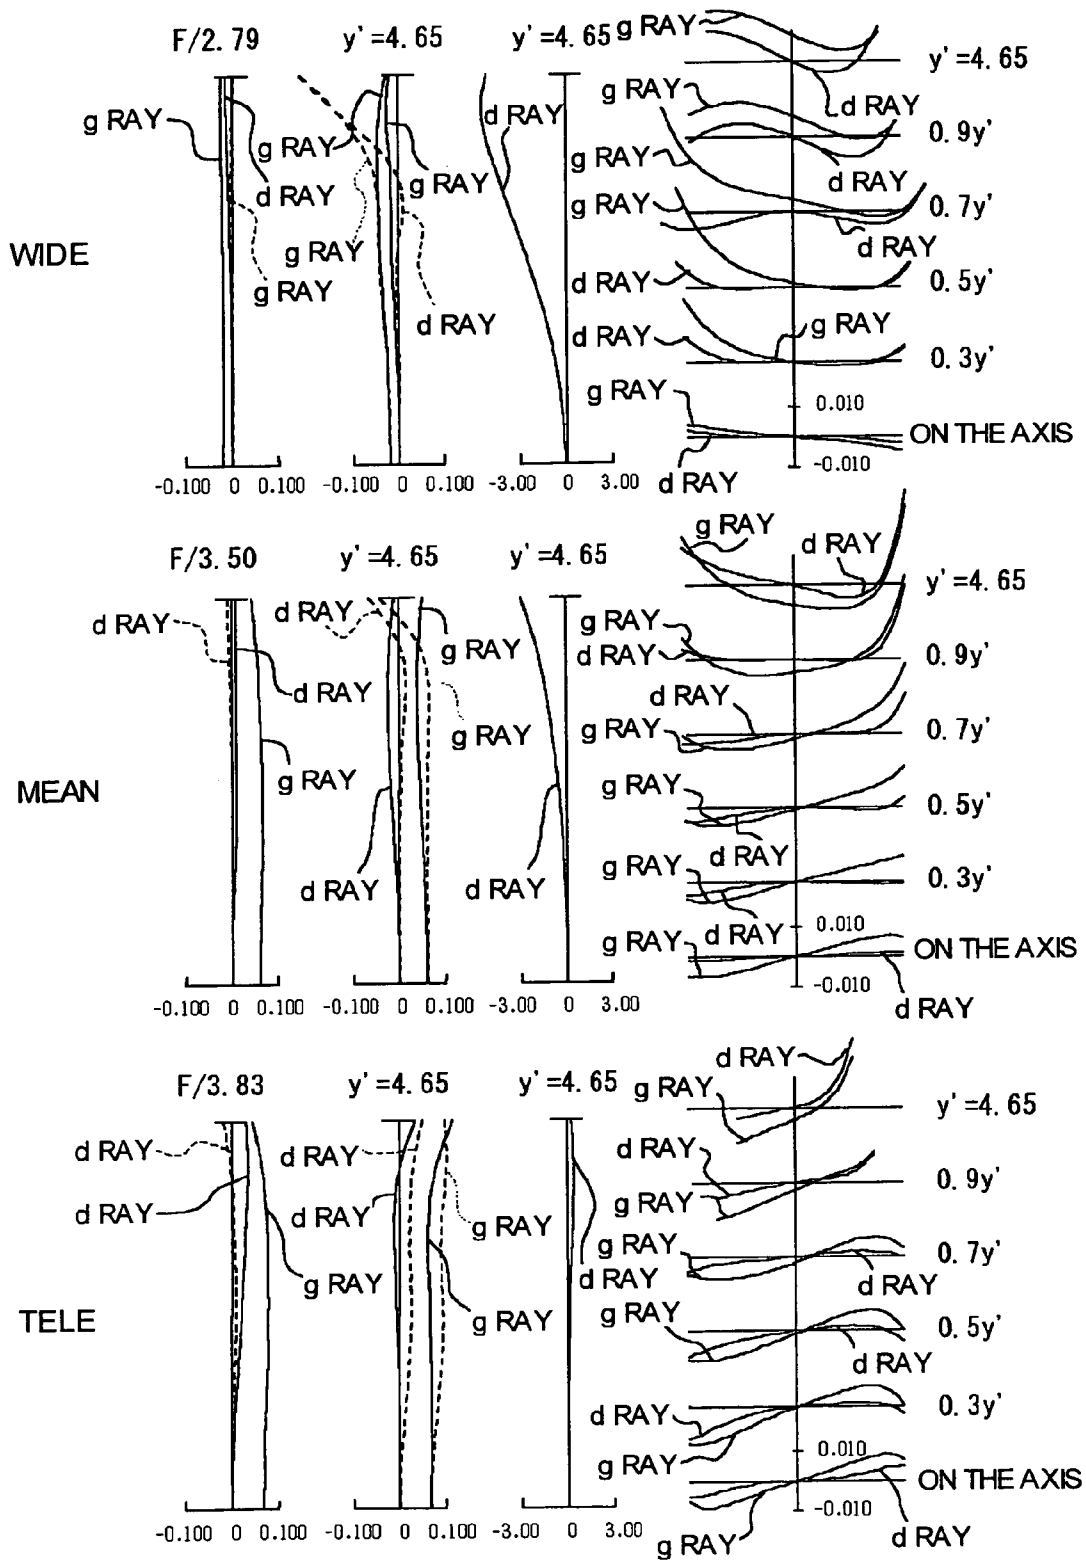 F/2.79
y'=4.65
y'=4.65
g RAY
y'=4.65
g RAY
d RAY
g RAY
d RAY
g RAY
0.9y'
g RAY
d RAY
g RAY
d RAY
g RAY
0.7y'
WIDE
g RAY
g RAY
d RAY
d RAY
d RAY
0.5y'
d RAY
g RAY
0.3y'
g RAY
0.010
ON THE AXIS
-0.010
d RAY
-0.100 0 0.100
-0.100 0 0.100
-3.00 0 3.00
F/3.50
y'=4.65
y'=4.65
g RAY
d RAY
y'=4.65
d RAY
d RAY
g RAY
g RAY
d RAY
0.9y'
d RAY
d RAY
g RAY
g RAY
0.7y'
MEAN
g RAY
g RAY
0.5y'
d RAY
d RAY
d RAY
g RAY
0.3y'
d RAY
0.010
g RAY
ON THE AXIS
-0.010
d RAY
-0.100 0 0.100
-0.100 0 0.100
-3.00 0 3.00
F/3.83
y'=4.65
y'=4.65
d RAY
g RAY
y'=4.65
d RAY
d RAY
d RAY
0.9y'
d RAY
d RAY
g RAY
g RAY
g RAY
0.7y'
g RAY
d RAY
d RAY
TELE
g RAY
g RAY
0.5y'
d RAY
d RAY
0.3y'
g RAY
0.010
ON THE AXIS
-0.010
g RAY
d RAY
-0.100 0 0.100
-0.100 0 0.100
-3.00 0 3.00